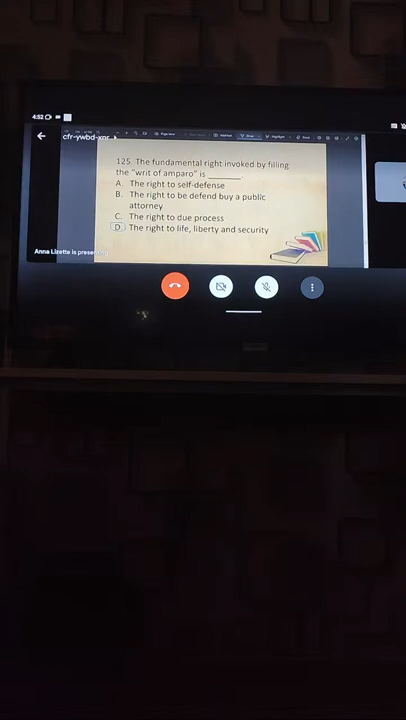 4:52
cfr-ywbd-xnr
125. The fundamental right invoked by filling
the "writ of amparo" is ________.
A. The right to self-defense
B. The right to be defend buy a public
attorney
C. The right to due process
D. The right to life, liberty and security
Anna Lizette is presenting